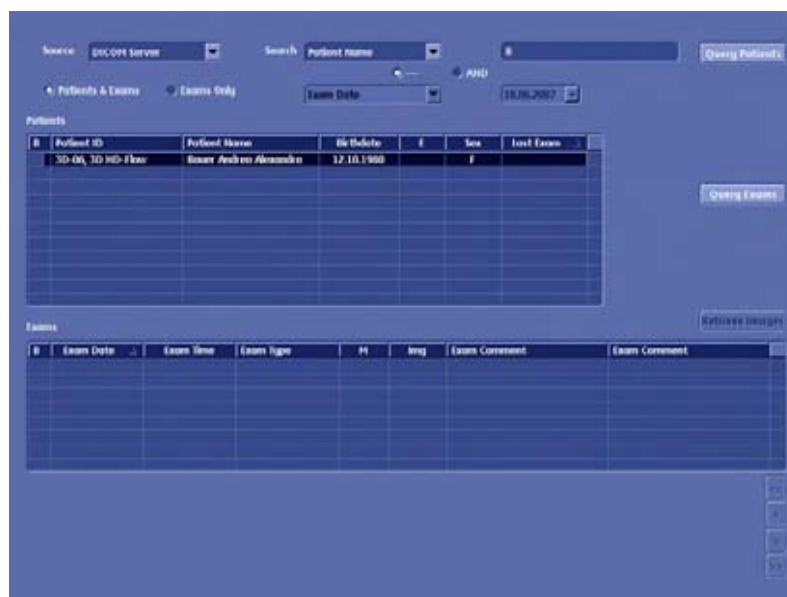 Source DICOM Server Search Patient Name B Query Patients
--- AND
Patients & Exams Exams Only Exam Date 19.06.2007
Patients
B Patient ID Patient Name Birthdate E Sex Last Exam
3D-06, 3D HD-Flow Bauer Andrea Alexandra 12.10.1980 F
Query Exams
Retrieve Images
Exams
B Exam Date Exam Time Exam Type M Img Exam Comment Exam Comment
<<
<
>
>>